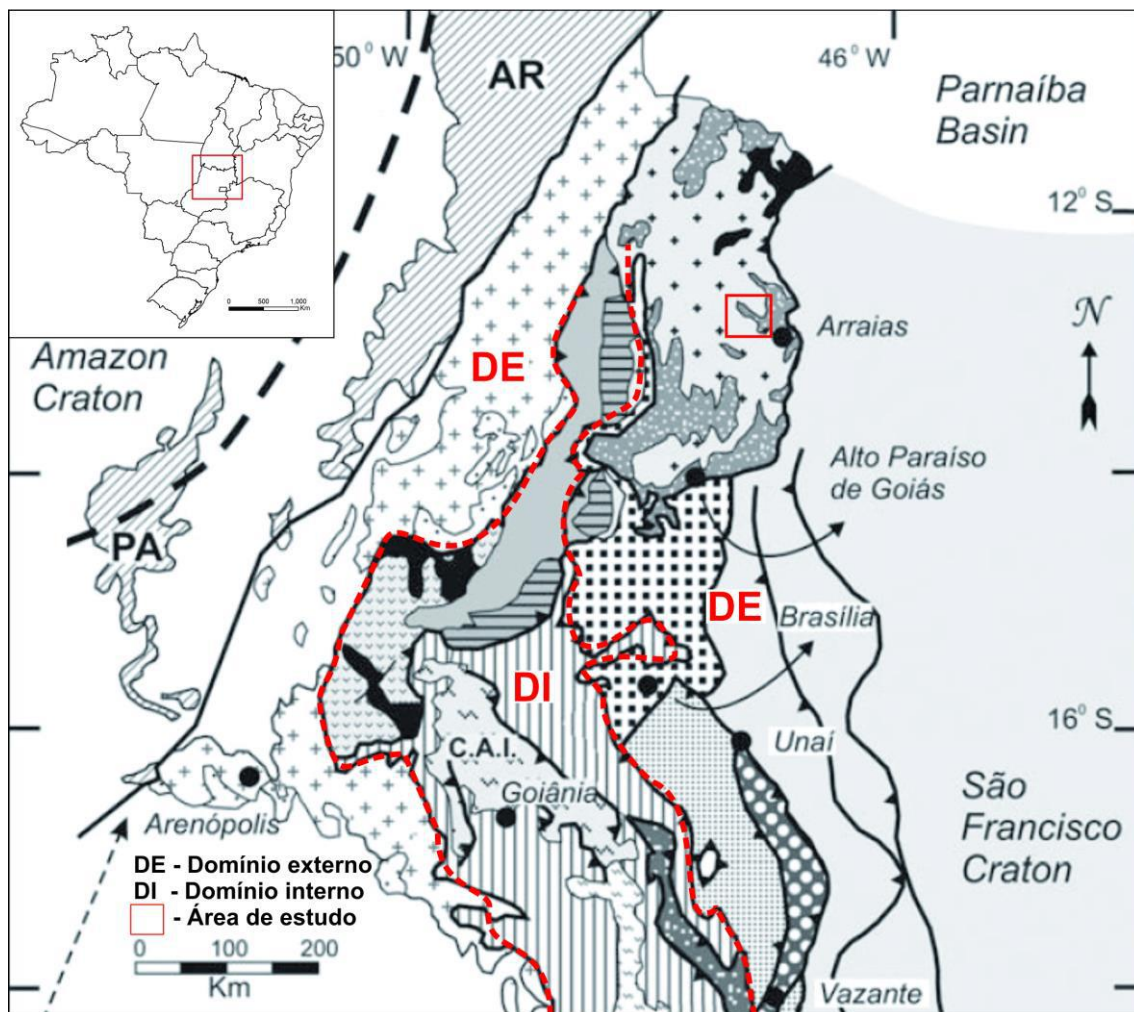 50° W
46° W
AR
Parnaíba
Basin
12° S
0 500 1,000
Km
N
Arraias
Amazon
Craton
DE
Alto Paraíso
de Goiás
PA
DE
Brasília
DI
16° S
C.A.I.
Unaí
Goiânia
São
Francisco
Craton
Arenópolis
DE - Domínio externo
DI - Domínio interno
- Área de estudo
0 100 200
Km
Vazante